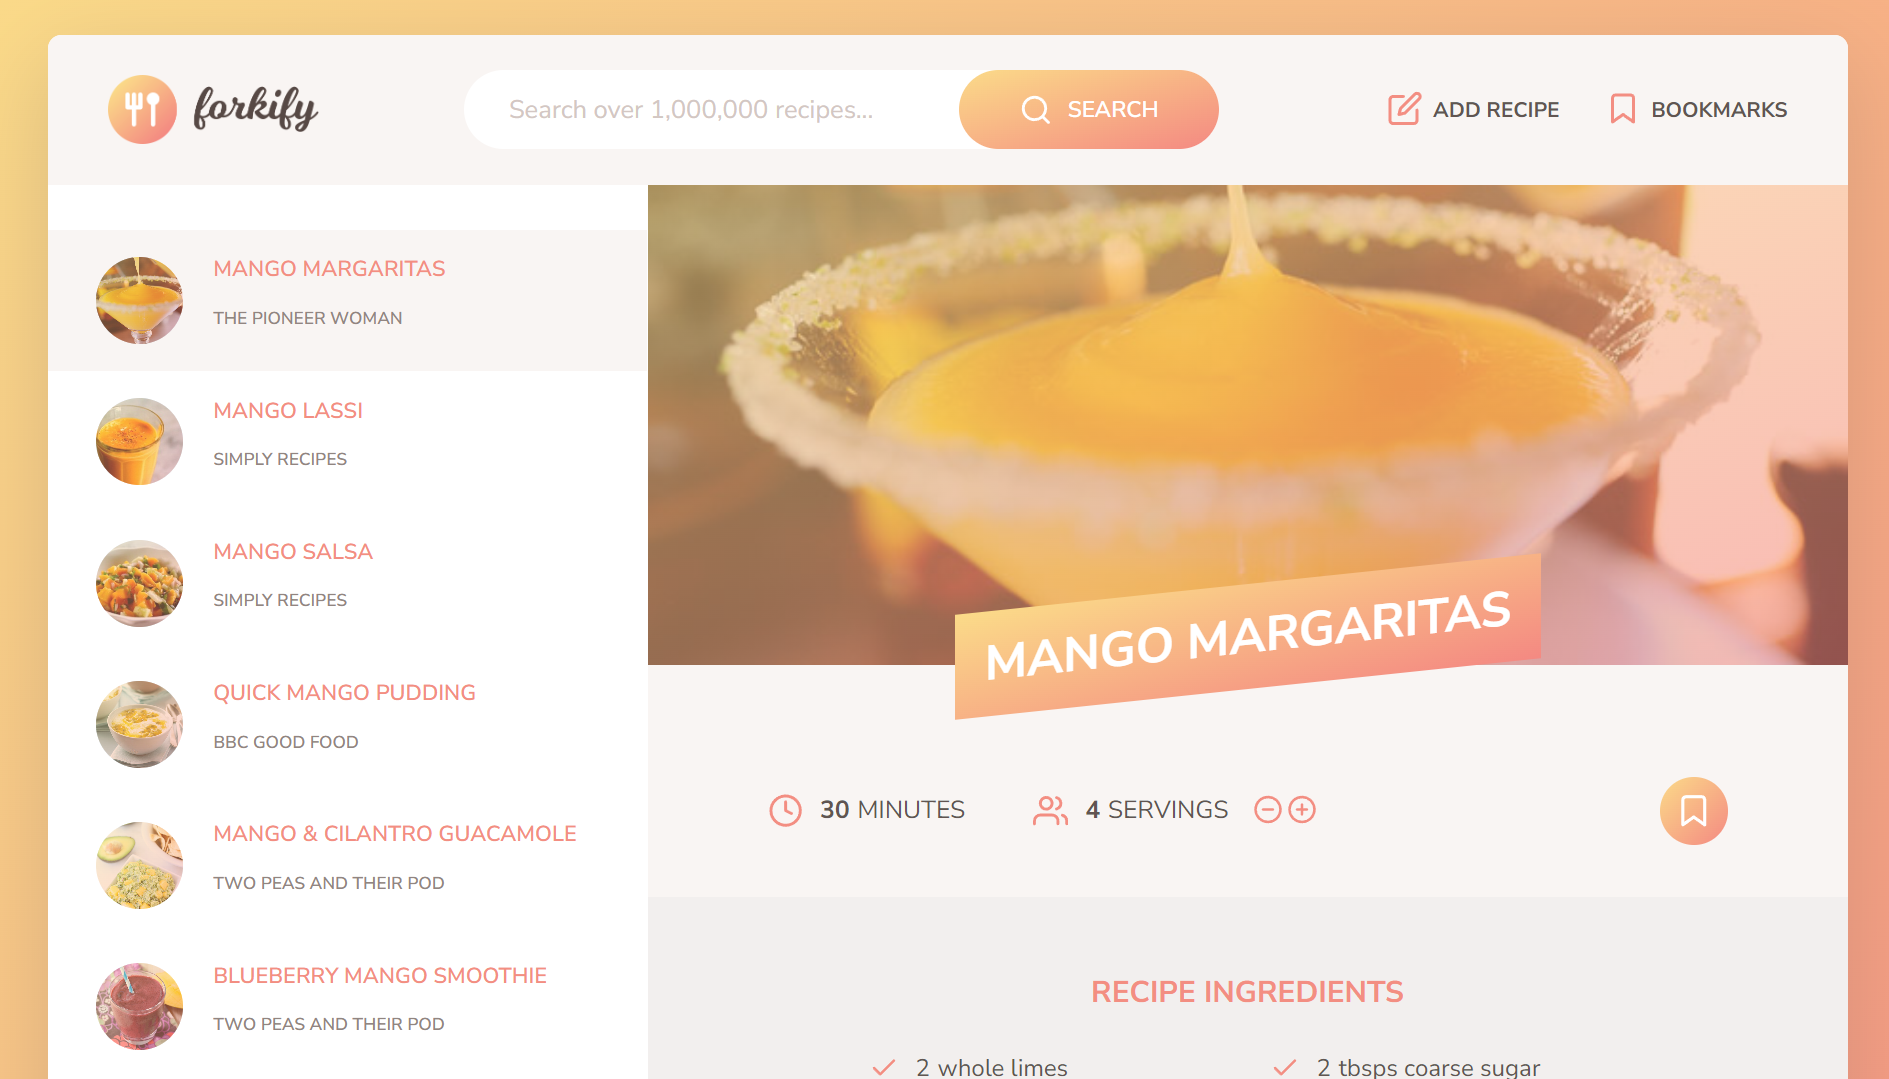 forkify
Search over 1,000,000 recipes...
SEARCH
ADD RECIPE
BOOKMARKS
MANGO MARGARITAS
THE PIONEER WOMAN
MANGO LASSI
SIMPLY RECIPES
MANGO SALSA
SIMPLY RECIPES
QUICK MANGO PUDDING
BBC GOOD FOOD
MANGO & CILANTRO GUACAMOLE
TWO PEAS AND THEIR POD
BLUEBERRY MANGO SMOOTHIE
TWO PEAS AND THEIR POD
MANGO MARGARITAS
30 MINUTES
4 SERVINGS
RECIPE INGREDIENTS
2 whole limes
2 tbsps coarse sugar